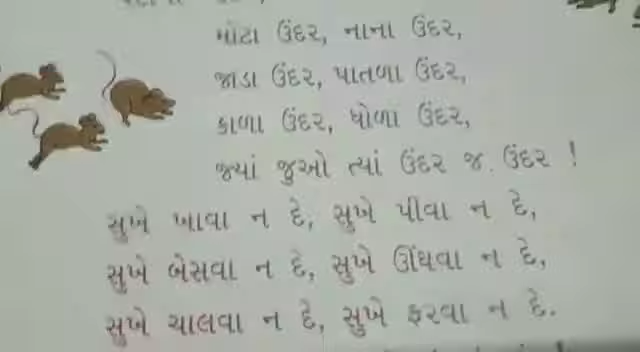 મોટા ઉંદર, નાના ઉંદર,
જાડા ઉંદર, પાતળા ઉંદર,
કાળા ઉંદર, ધોળા ઉંદર,
જ્યાં જુઓ ત્યાં ઉંદર જ ઉંદર !
સુખે ખાવા ન દે, સુખે પીવા ન દે,
સુખે બેસવા ન દે, સુખે ઊંઘવા ન દે,
સુખે ચાલવા ન દે, સુખે ફરવા ન દે.